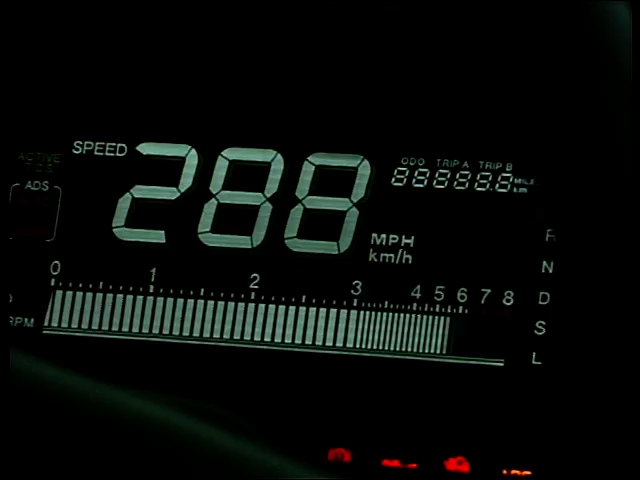 ACTIVE
SPEED
288
ODO TRIP A TRIP B
888888 MILE
km
ADS
MPH
km/h
0 1 2 3 4 5 6 7 8
RPM
R
N
D
S
L